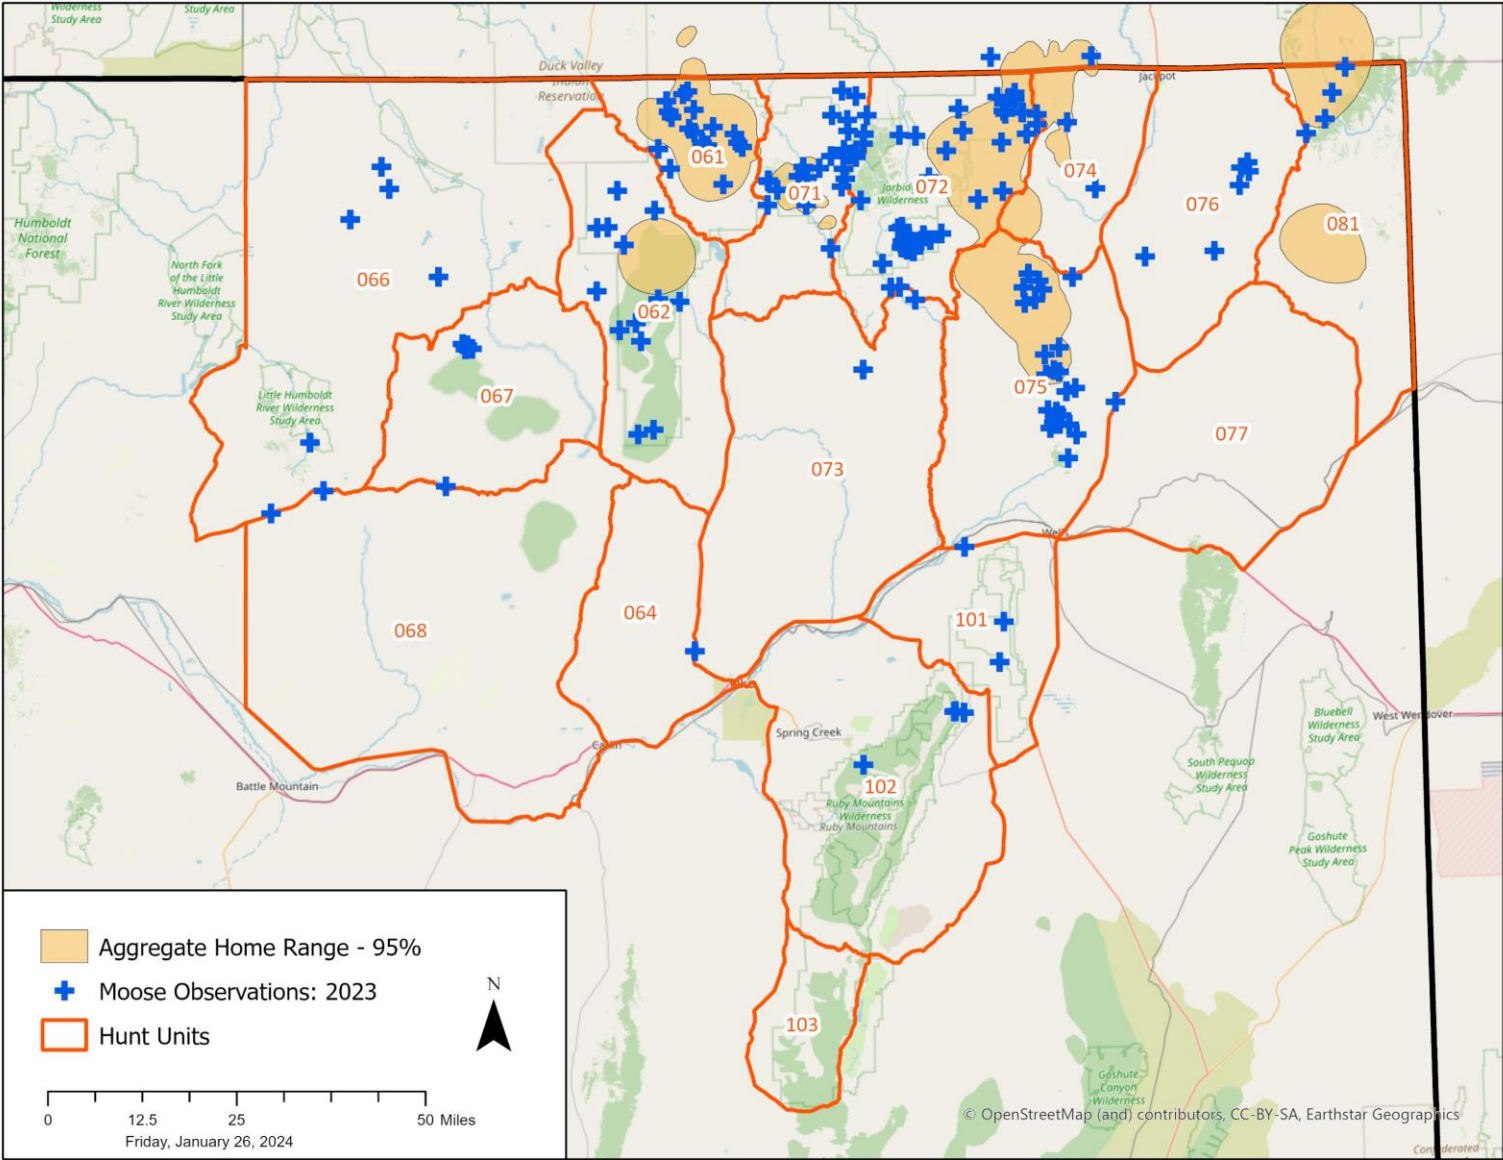 Wilderness
Study Area
Study Area
Duck Valley
Indian
Reservation
Jackpot
061
071
Wilderness
072
074
076
081
Humboldt
National
Forest
North Fork
of the Little
Humboldt
River Wilderness
Study Area
066
062
Little Humboldt
River Wilderness
Study Area
067
075
077
073
068
064
101
Bluebell
Wilderness
Study Area
West Wendover
Spring Creek
South Pequop
Wilderness
Study Area
Battle Mountain
102
Ruby Mountains
Wilderness
Ruby Mountains
Goshute
Peak Wilderness
Study Area
103
Goshute
Canyon
Wilderness
Aggregate Home Range - 95%
Moose Observations: 2023
Hunt Units
N
0 12.5 25 50 Miles
Friday, January 26, 2024
© OpenStreetMap (and) contributors, CC-BY-SA, Earthstar Geographics